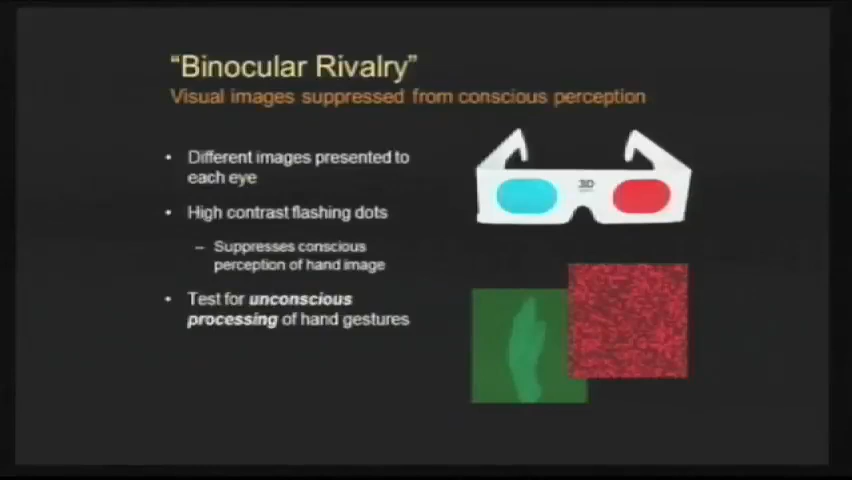 “Binocular Rivalry”
Visual images suppressed from conscious perception
• Different images presented to
each eye
• High contrast flashing dots
– Suppresses conscious
perception of hand image
• Test for unconscious
processing of hand gestures
3D